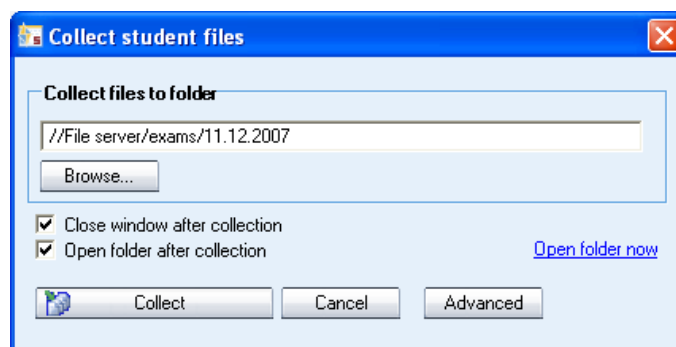 Collect student files
Collect files to folder
//File server/exams/11.12.2007
Browse...
Close window after collection
Open folder after collection
Open folder now
Collect Cancel Advanced